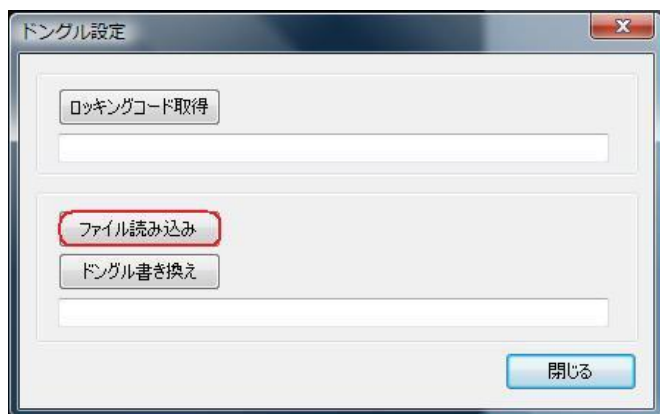 ドングル設定
ロッキングコード取得
ファイル読み込み
ドングル書き換え
閉じる